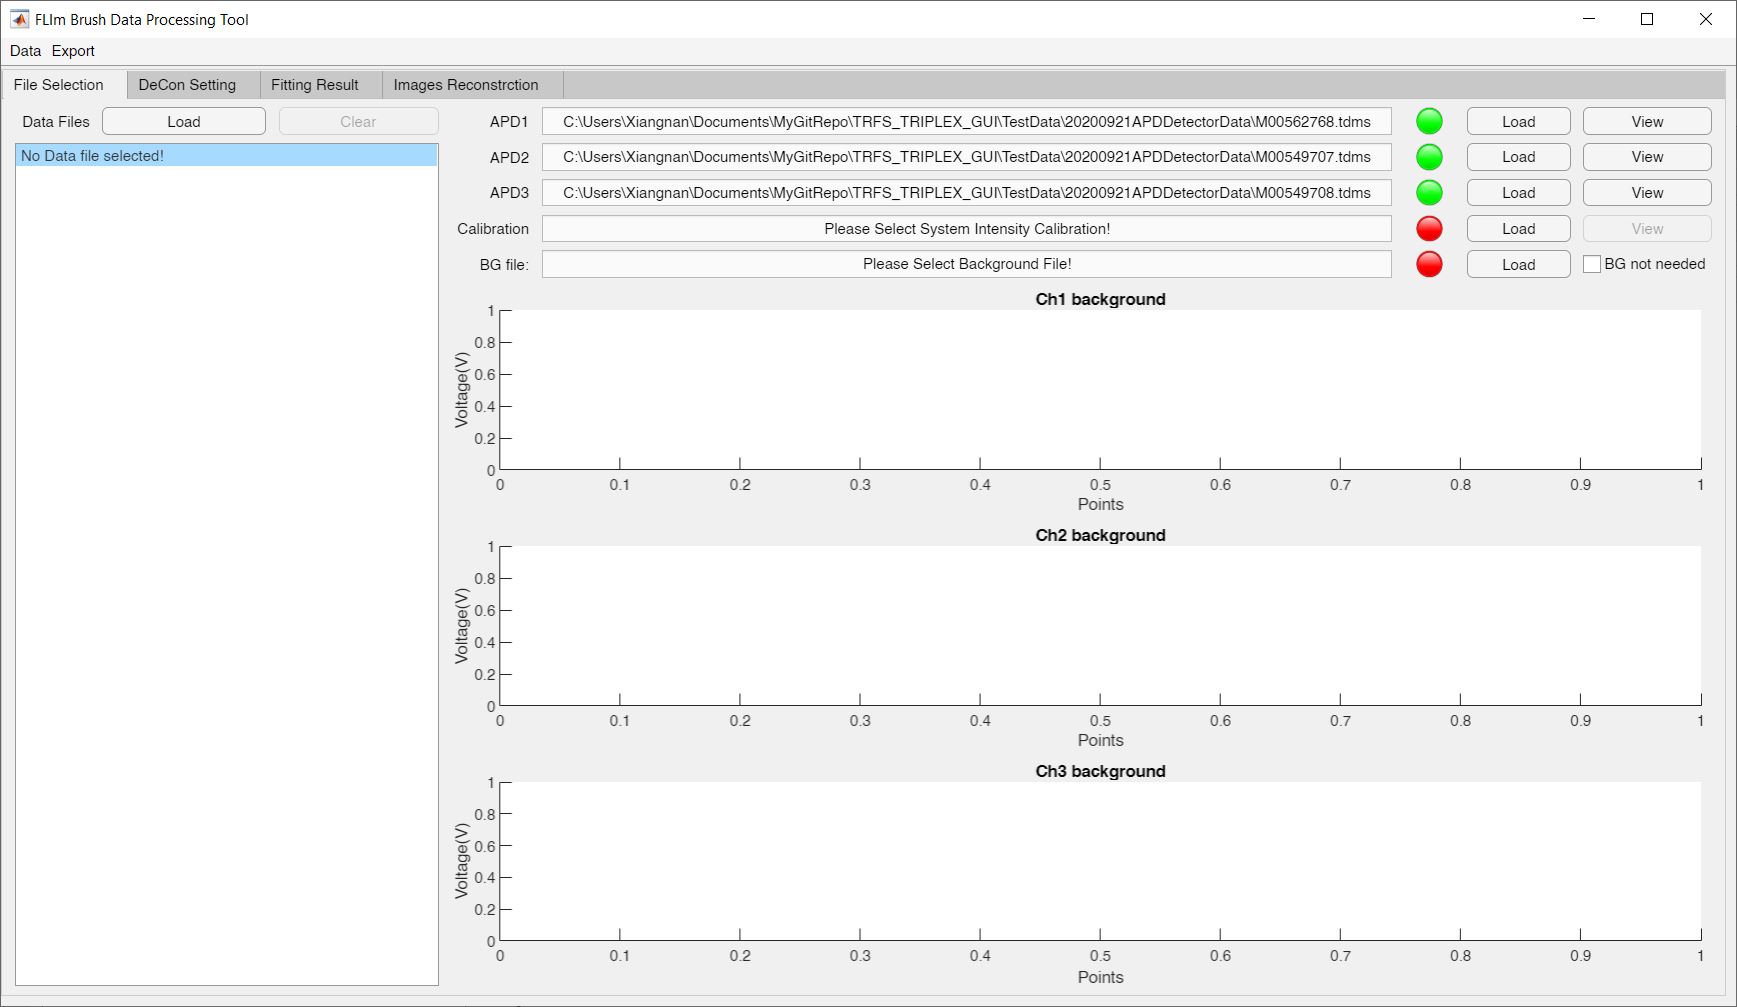 FLIm Brush Data Processing Tool
Data Export
File Selection DeCon Setting Fitting Result Images Reconstrction
Data Files Load Clear
No Data file selected!
APD1 C:\Users\Xiangnan\Documents\MyGitRepo\TRFS_TRIPLEX_GUI\TestData\20200921APDDetectorData\M00562768.tdms Load View
APD2 C:\Users\Xiangnan\Documents\MyGitRepo\TRFS_TRIPLEX_GUI\TestData\20200921APDDetectorData\M00549707.tdms Load View
APD3 C:\Users\Xiangnan\Documents\MyGitRepo\TRFS_TRIPLEX_GUI\TestData\20200921APDDetectorData\M00549708.tdms Load View
Calibration Please Select System Intensity Calibration! Load View
BG file: Please Select Background File! Load BG not needed
Ch1 background
Voltage(V)
1
0.8
0.6
0.4
0.2
0
0 0.1 0.2 0.3 0.4 0.5 0.6 0.7 0.8 0.9 1
Points
Ch2 background
Voltage(V)
1
0.8
0.6
0.4
0.2
0
0 0.1 0.2 0.3 0.4 0.5 0.6 0.7 0.8 0.9 1
Points
Ch3 background
Voltage(V)
1
0.8
0.6
0.4
0.2
0
0 0.1 0.2 0.3 0.4 0.5 0.6 0.7 0.8 0.9 1
Points